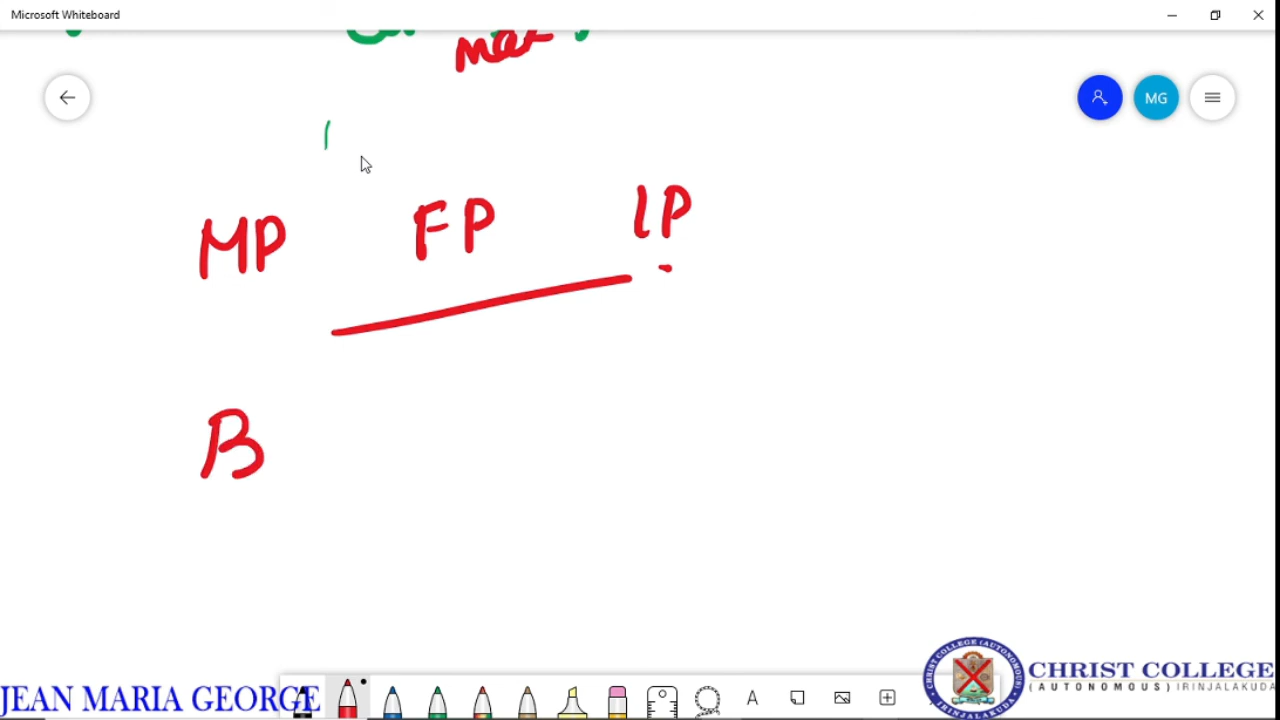 Microsoft Whiteboard
MG
MP FP IP
B
JEAN MARIA GEORGE
A
CHRIST COLLEGE
(AUTONOMOUS) IRINJALAKUDA